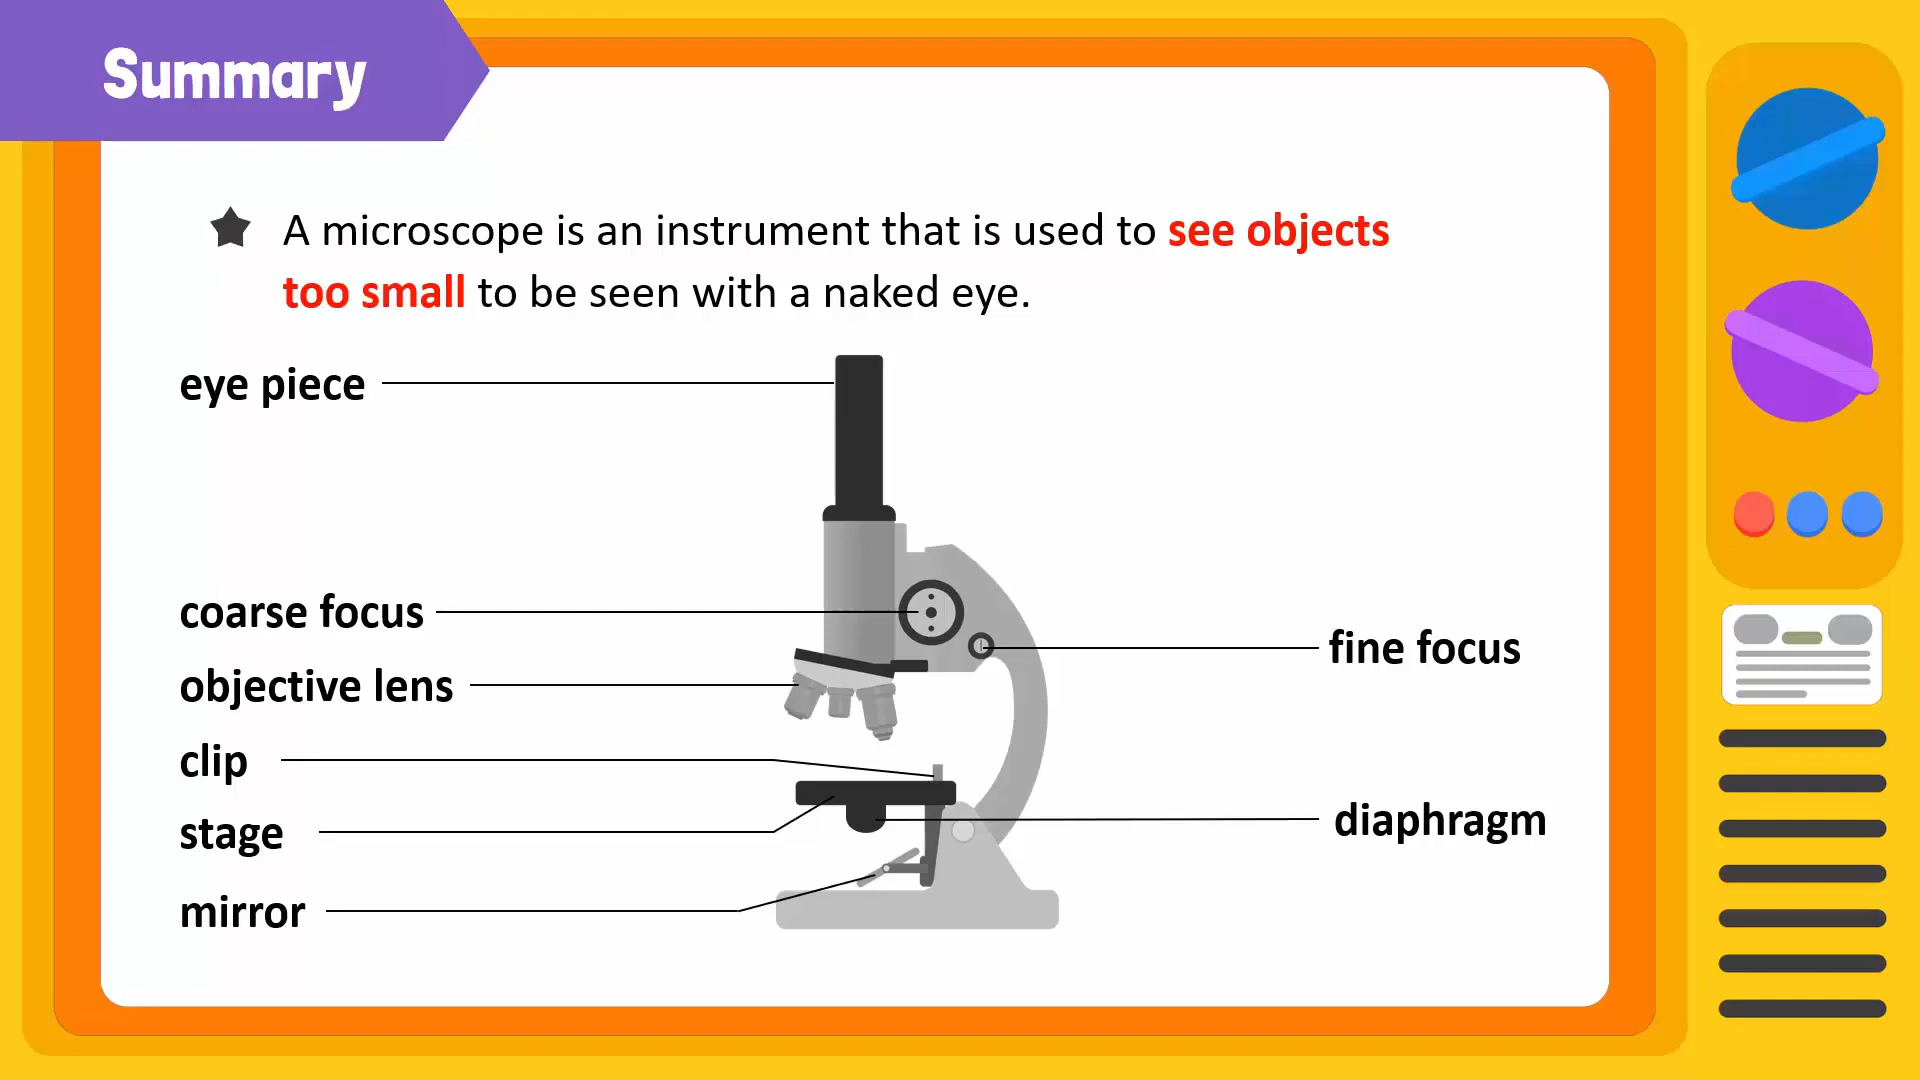 Summary
A microscope is an instrument that is used to see objects
too small to be seen with a naked eye.
eye piece
coarse focus
fine focus
objective lens
clip
stage
diaphragm
mirror